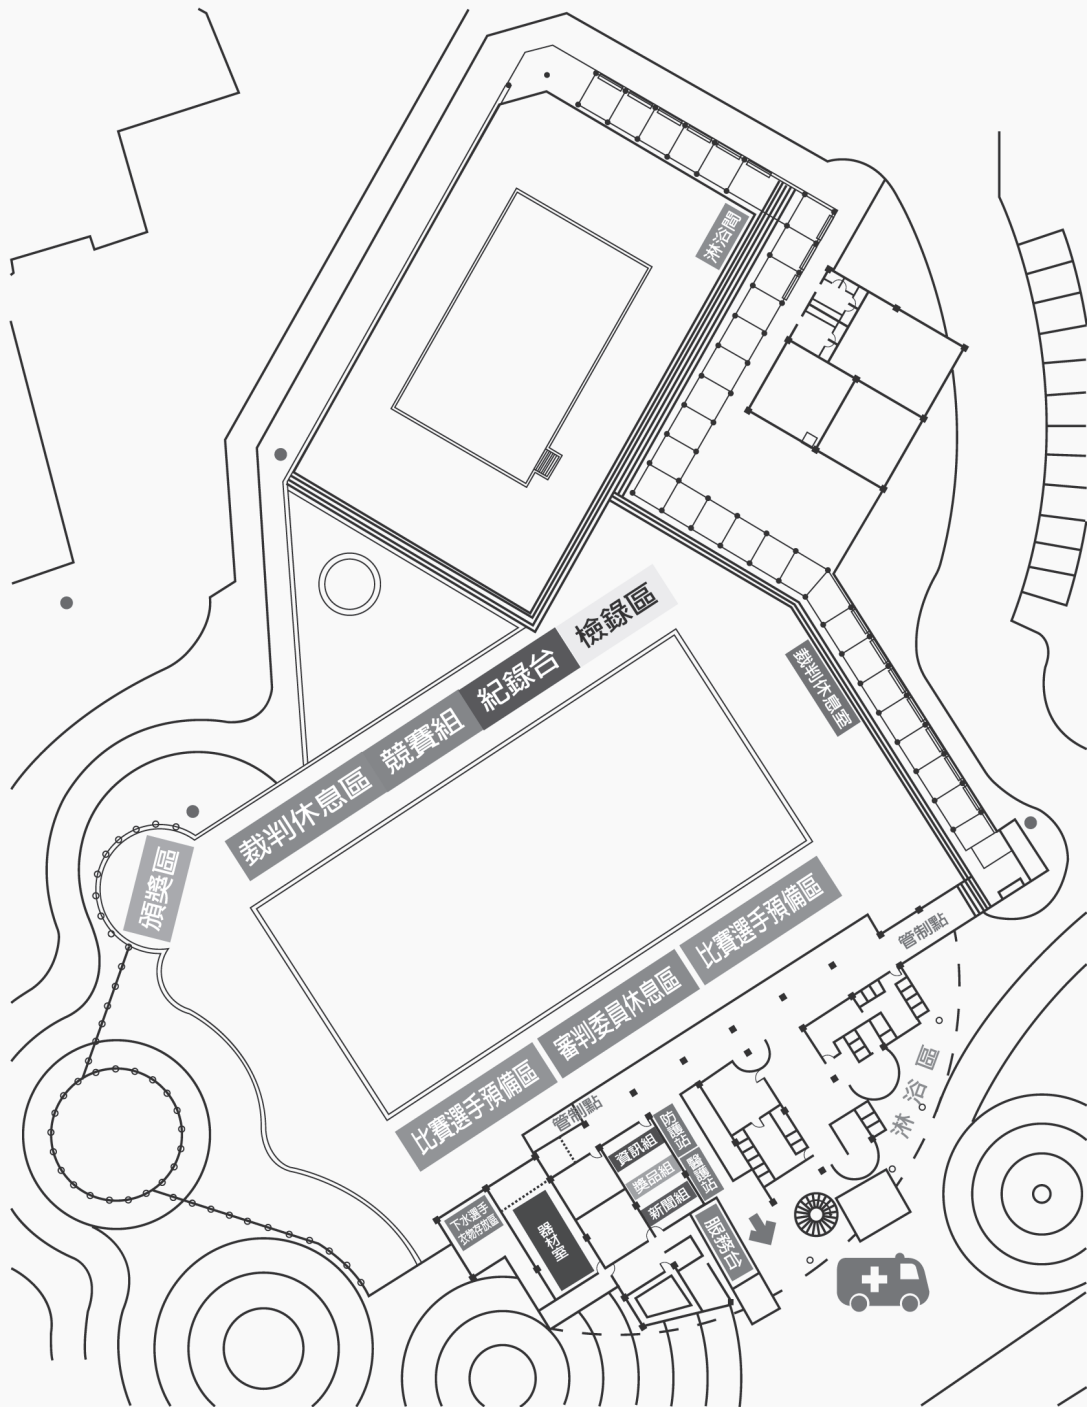 淋浴間
檢錄區
紀錄台
競賽組
裁判休息區
裁判休息室
頒獎區
比賽選手預備區
審判委員休息區
比賽選手預備區
管制點
管制點
淋浴區
防護站
資訊組
獎品組
醫護站
新聞組
下水選手
衣物存放區
器材室
服務台